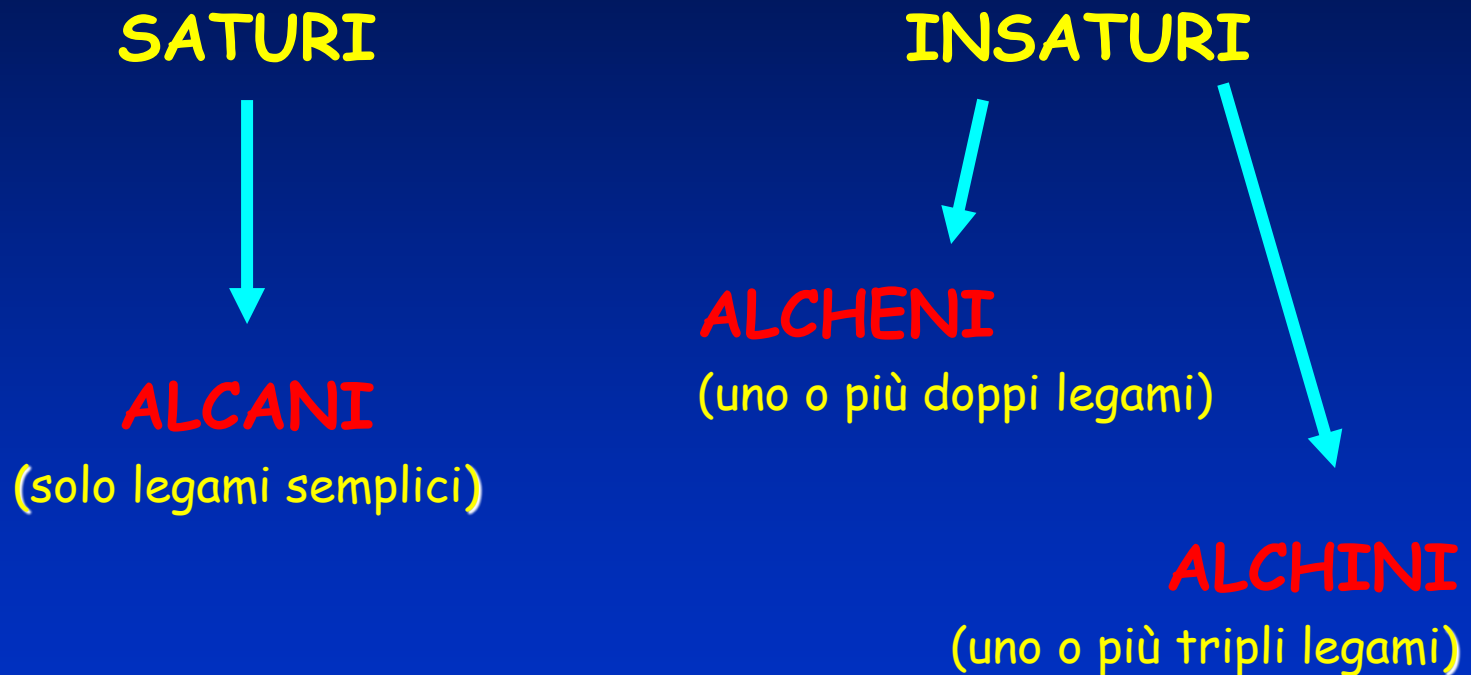 SATURI
INSATURI
ALCANI
(solo legami semplici)
ALCHENI
(uno o più doppi legami)
ALCHINI
(uno o più tripli legami)